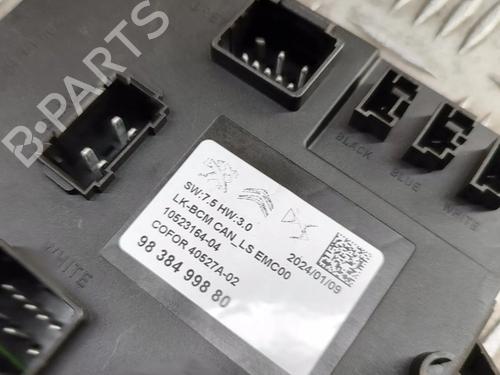 B-PARTS
BLACK
BLUE
WHITE
WHITE
SW:7.5 HW:3.0
LK-BCM CAN_LS EMC00
10523164-04
COFOR 40527A-02
98 384 998 80
2024/01/09